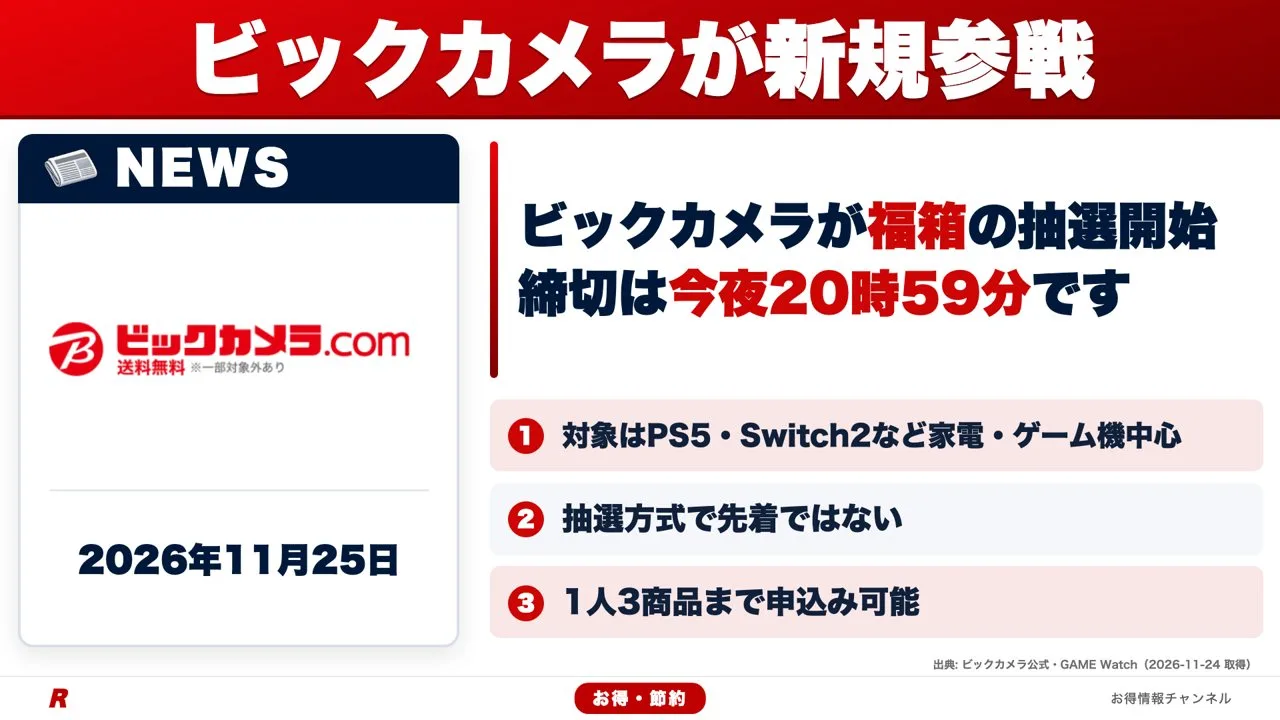 ビックカメラが新規参戦
NEWS
ビックカメラ.com
送料無料 ※一部対象外あり
2026年11月25日
ビックカメラが福箱の抽選開始
締切は今夜20時59分です
1 対象はPS5・Switch2など家電・ゲーム機中心
2 抽選方式で先着ではない
3 1人3商品まで申込み可能
出典: ビックカメラ公式・GAME Watch（2026-11-24 取得）
R
お得・節約
お得情報チャンネル